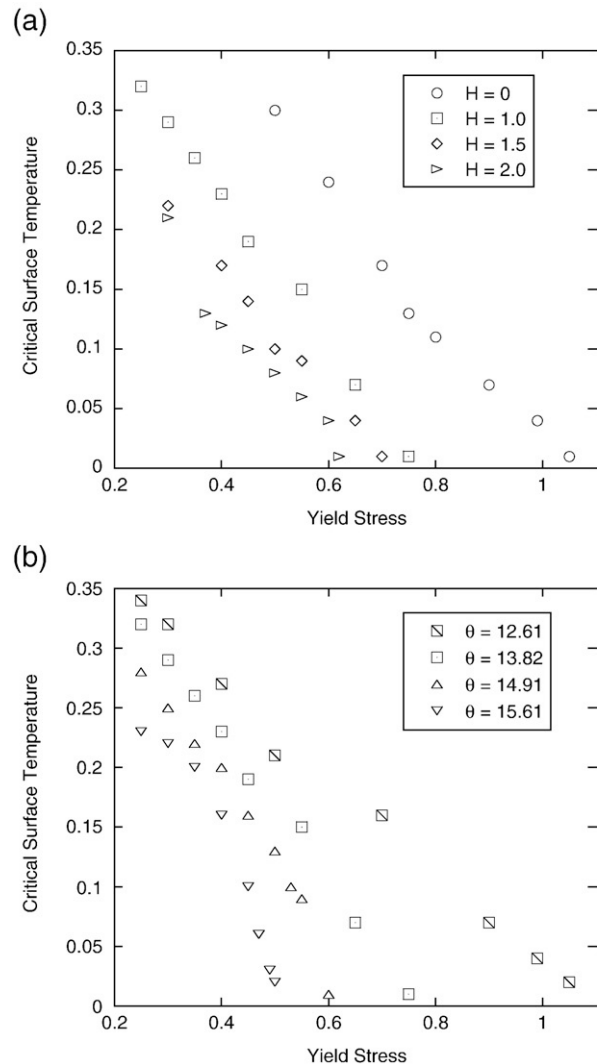 (a)
0.35
0.3
0.25
0.2
0.15
0.1
0.05
0
Critical Surface Temperature
H = 0
H = 1.0
H = 1.5
H = 2.0
0.2 0.4 0.6 0.8 1
Yield Stress
(b)
0.35
0.3
0.25
0.2
0.15
0.1
0.05
0
Critical Surface Temperature
θ = 12.61
θ = 13.82
θ = 14.91
θ = 15.61
0.2 0.4 0.6 0.8 1
Yield Stress